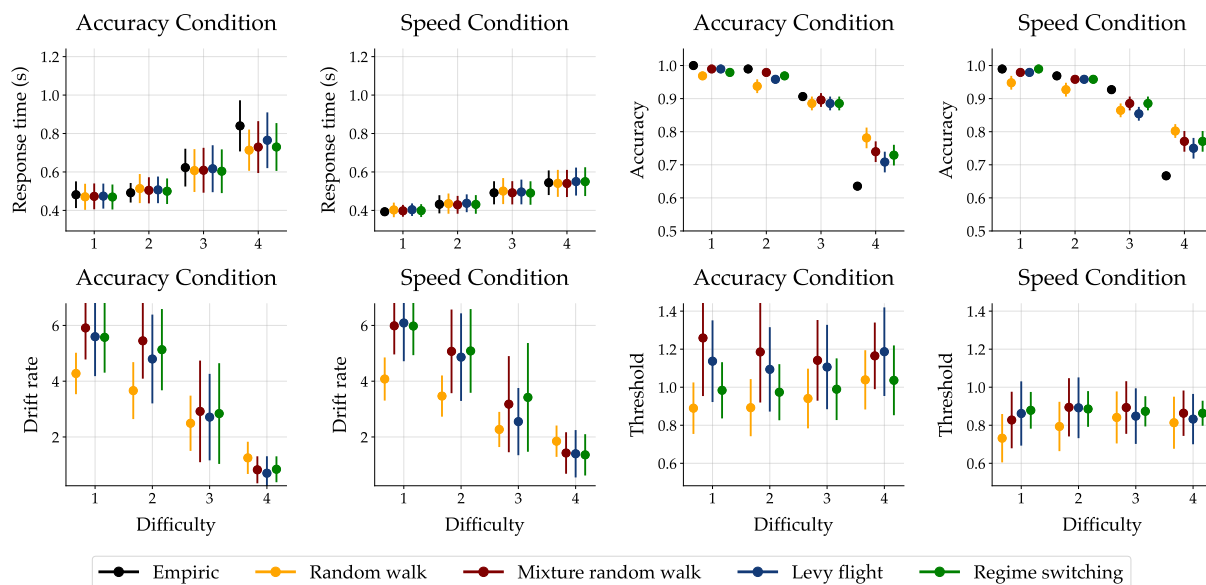 Accuracy Condition
Speed Condition
Accuracy Condition
Speed Condition
Response time (s)
1.2
1.0
0.8
0.6
0.4
1 2 3 4
Response time (s)
1.2
1.0
0.8
0.6
0.4
1 2 3 4
Accuracy
1.0
0.9
0.8
0.7
0.6
0.5
1 2 3 4
Accuracy
1.0
0.9
0.8
0.7
0.6
0.5
1 2 3 4
Accuracy Condition
Speed Condition
Accuracy Condition
Speed Condition
Drift rate
6
4
2
1 2 3 4
Difficulty
Drift rate
6
4
2
1 2 3 4
Difficulty
Threshold
1.4
1.2
1.0
0.8
0.6
1 2 3 4
Difficulty
Threshold
1.4
1.2
1.0
0.8
0.6
1 2 3 4
Difficulty
Empiric Random walk Mixture random walk Levy flight Regime switching